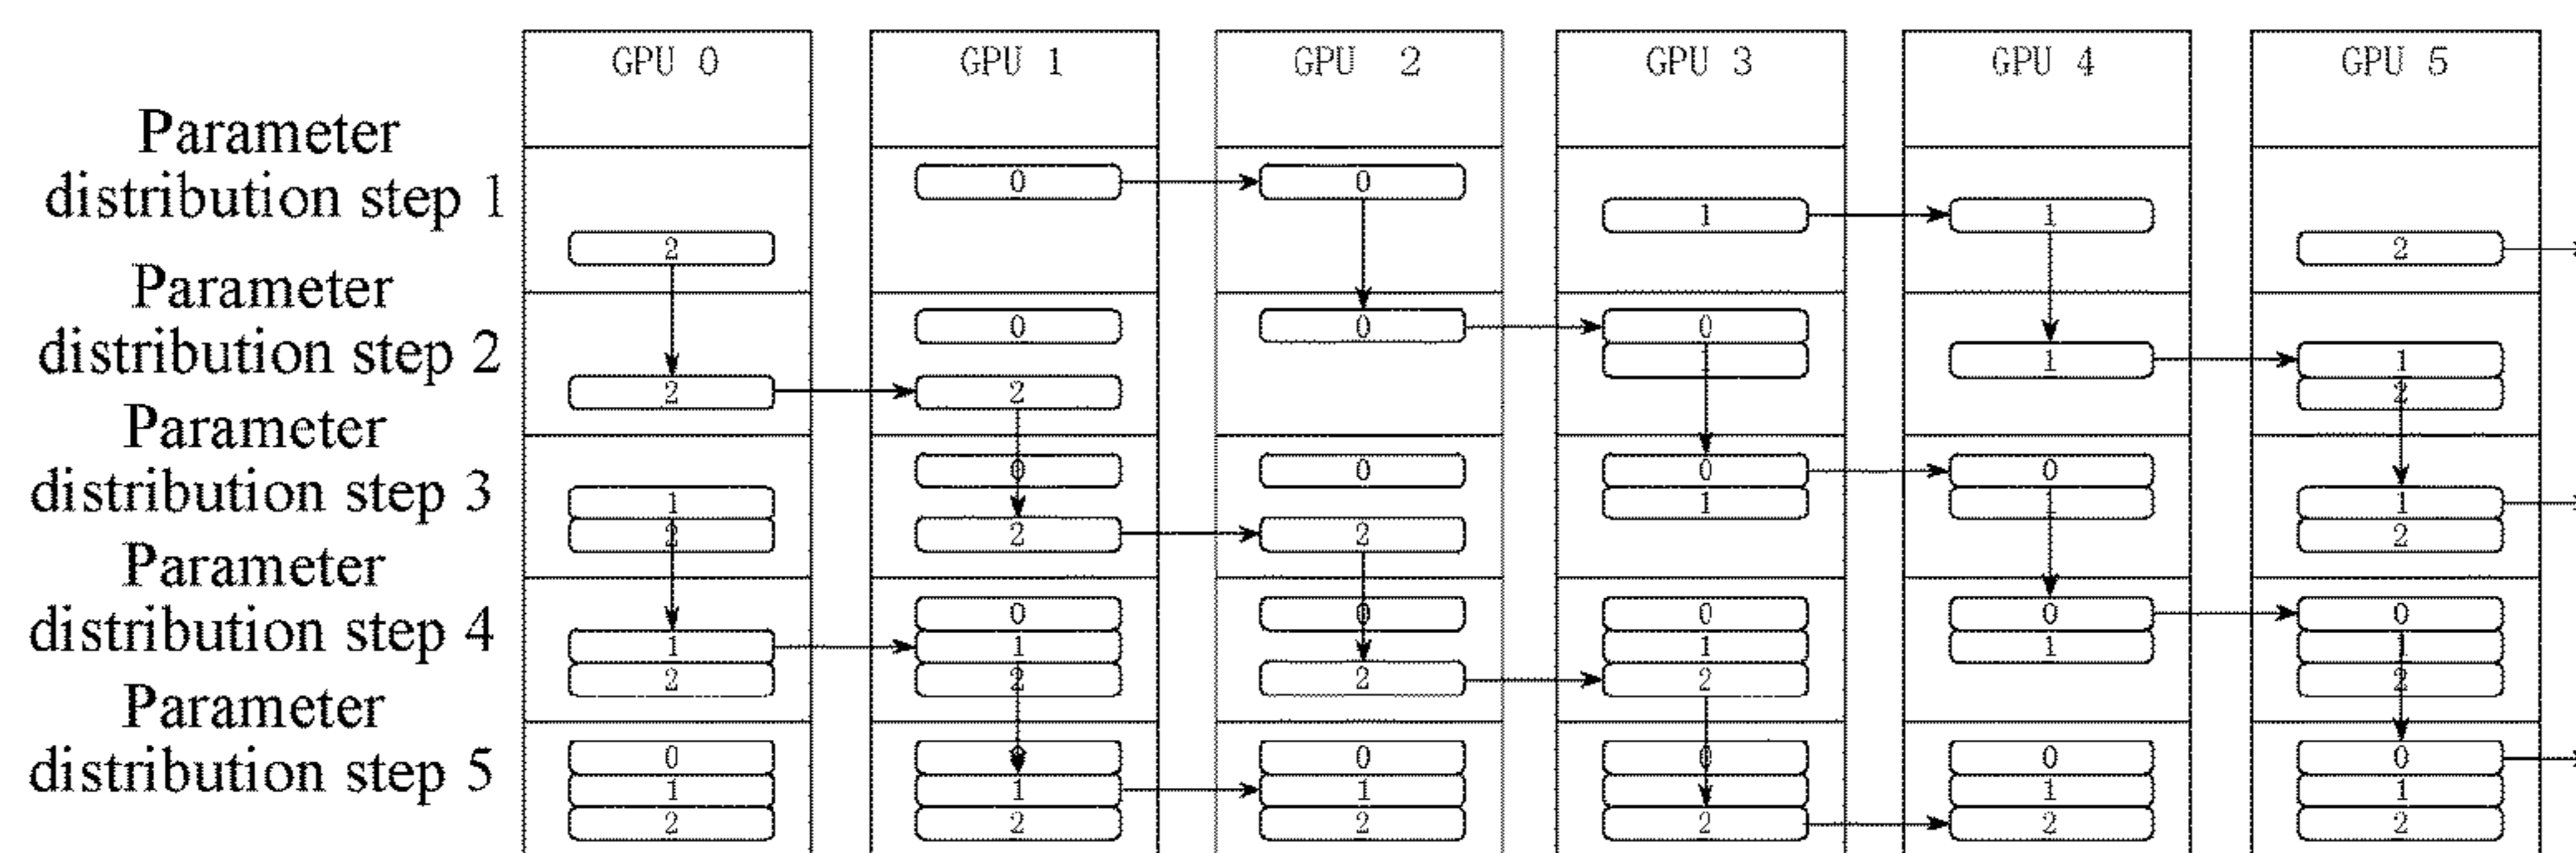 GPU 0 GPU 1 GPU 2 GPU 3 GPU 4 GPU 5
Parameter
distribution step 1
0 0
1 1
2 2
Parameter
distribution step 2
0 0 0
1 1 1
2 2 2
Parameter
distribution step 3
0 0 0 0
1 1 1 1
2 2 2 2
Parameter
distribution step 4
0 0 0 0 0
1 1 1 1 1
2 2 2 2 2
Parameter
distribution step 5
0 0 0 0 0 0
1 1 1 1 1
2 2 2 2 2 2